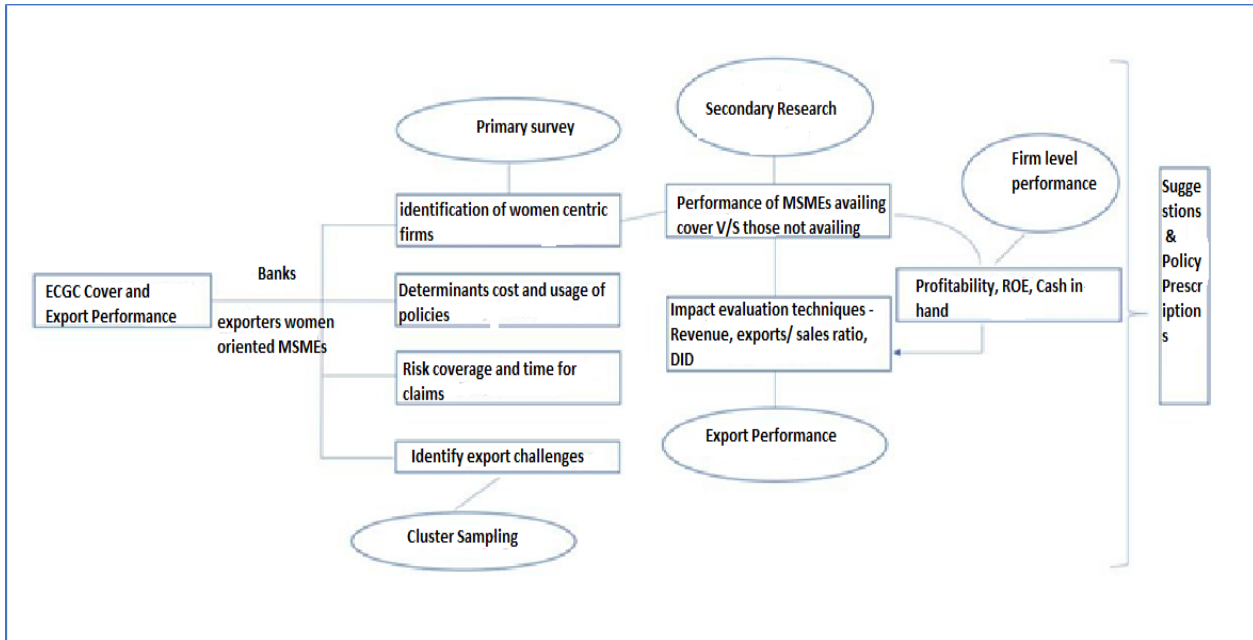 ECGC Cover and
Export Performance
Banks
exporters women
oriented MSMEs
Primary survey
identification of women centric
firms
Determinants cost and usage of
policies
Risk coverage and time for
claims
Identify export challenges
Cluster Sampling
Secondary Research
Performance of MSMEs availing
cover V/S those not availing
Impact evaluation techniques -
Revenue, exports/ sales ratio,
DID
Export Performance
Firm level
performance
Profitability, ROE, Cash in
hand
Sugge
stions
&
Policy
Prescr
iption
s